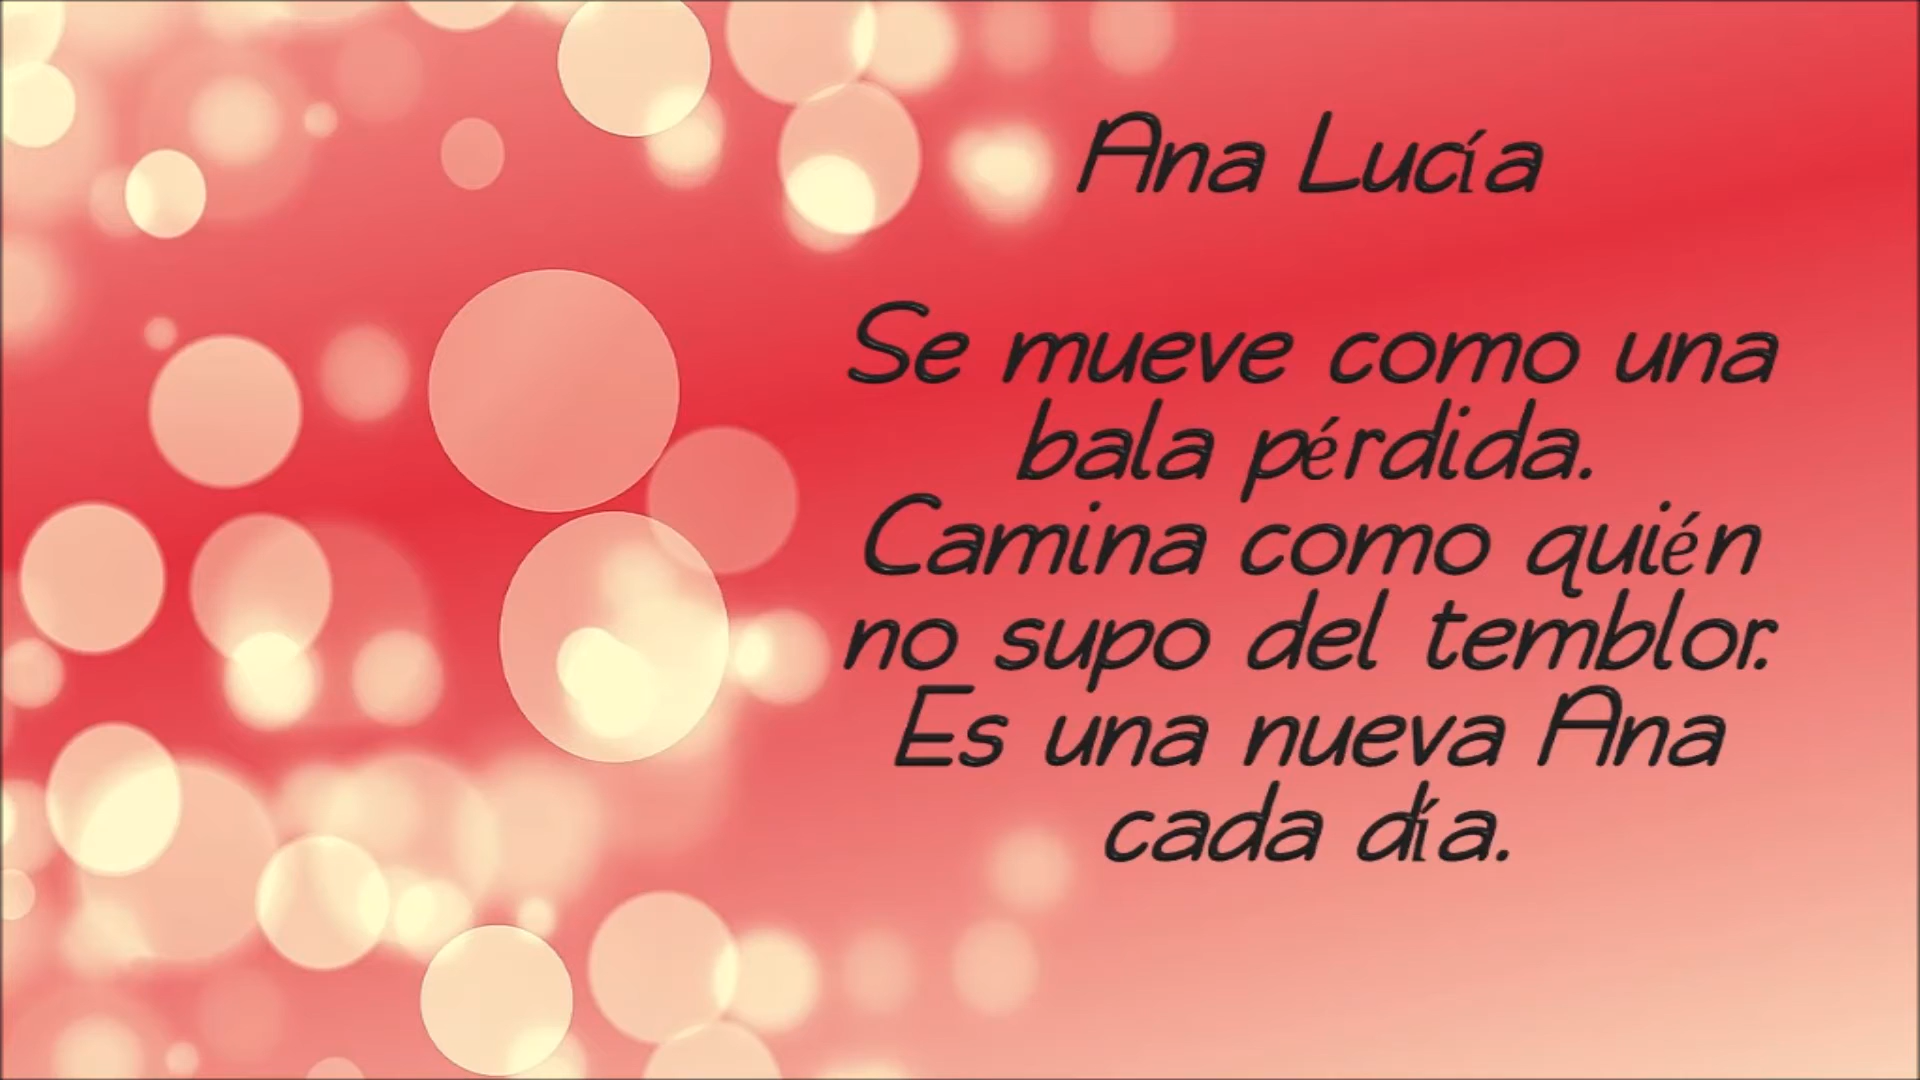 Ana Lucía
Se mueve como una
bala pérdida.
Camina como quién
no supo del temblor.
Es una nueva Ana
cada día.